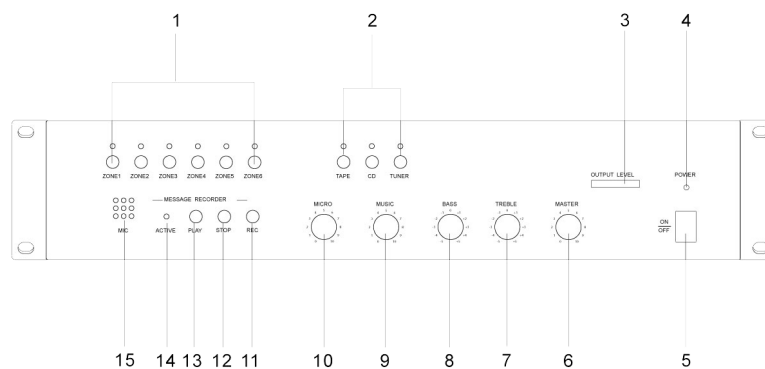 1 2 3 4
ZONE1 ZONE2 ZONE3 ZONE4 ZONE5 ZONE6 TAPE CD TUNER
OUTPUT LEVEL POWER
MESSAGE RECORDER
MICRO MUSIC BASS TREBLE MASTER
ON
OFF
MIC ACTIVE PLAY STOP REC
15 14 13 12 11 10 9 8 7 6 5